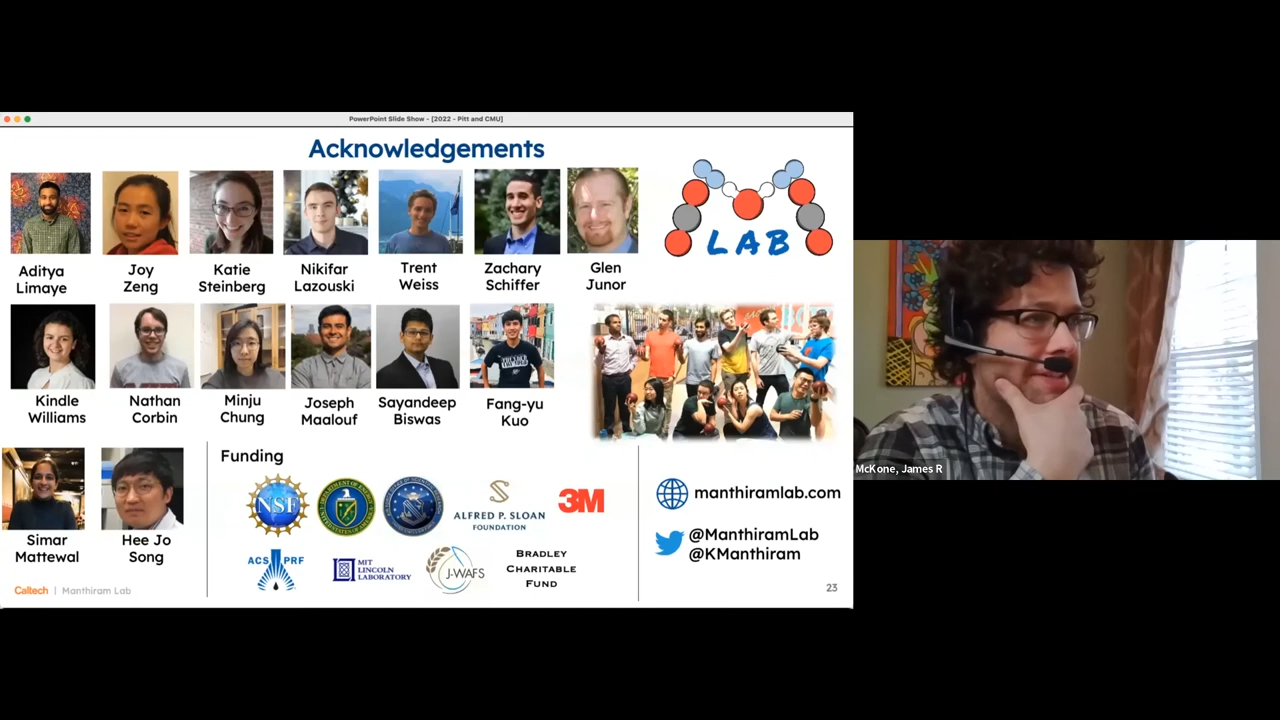 PowerPoint Slide Show - [2022 - Pitt and CMU]
Acknowledgements
Aditya
Limaye
Joy
Zeng
Katie
Steinberg
Nikifar
Lazouski
Trent
Weiss
Zachary
Schiffer
Glen
Junor
LAB
Kindle
Williams
Nathan
Corbin
Minju
Chung
Joseph
Maalouf
Sayandeep
Biswas
Fang-yu
Kuo
Simar
Mattewal
Hee Jo
Song
Funding
NSF
ALFRED P. SLOAN
FOUNDATION
3M
ACS PRF
MIT
LINCOLN
LABORATORY
J-WAFS
BRADLEY
CHARITABLE
FUND
manthiramlab.com
@ManthiramLab
@KManthiram
Caltech | Manthiram Lab
23
McKone, James R